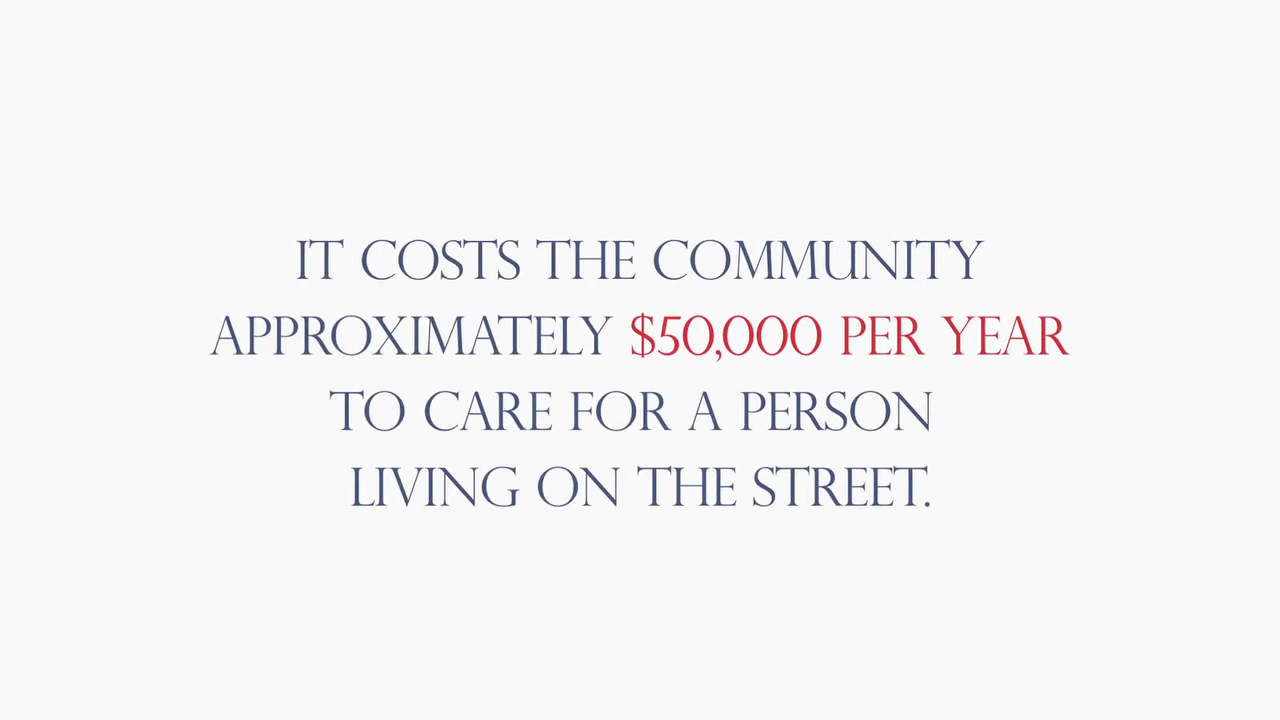 IT COSTS THE COMMUNITY
APPROXIMATELY $50,000 PER YEAR
TO CARE FOR A PERSON
LIVING ON THE STREET.